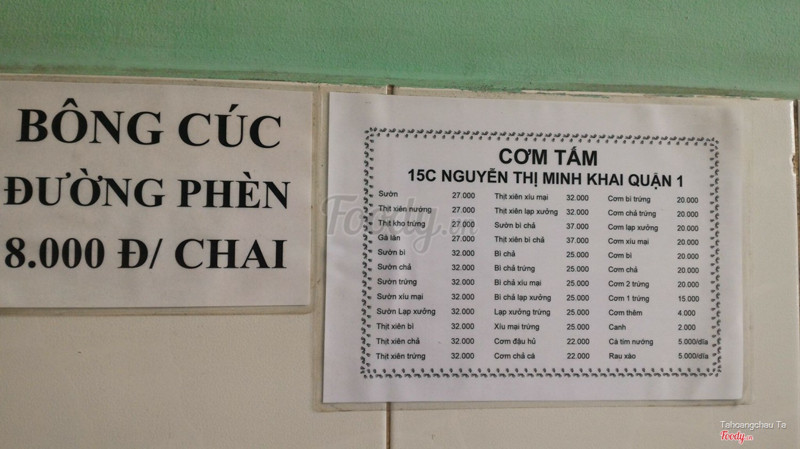 BÔNG CÚC
ĐƯỜNG PHÈN
8.000 Đ/ CHAI
CƠM TẤM
15C NGUYỄN THỊ MINH KHAI QUẬN 1
Sườn 27.000 Thịt xiên xíu mại 32.000 Cơm bì trứng 20.000
Thịt xiên nướng 27.000 Thịt xiên lạp xưởng 32.000 Cơm chả trứng 20.000
Thịt kho trứng 27.000 Sườn bì chả 37.000 Cơm lạp xưởng 20.000
Gà lăn 27.000 Thịt xiên bì chả 37.000 Cơm xíu mại 20.000
Sườn bì 32.000 Bì chả 25.000 Cơm bì 20.000
Sườn chả 32.000 Bì chả trứng 25.000 Cơm chả 20.000
Sườn trứng 32.000 Bì chả xíu mại 25.000 Cơm 2 trứng 20.000
Sườn xíu mại 32.000 Bì chả lạp xưởng 25.000 Cơm 1 trứng 15.000
Sườn Lạp xưởng 32.000 Lạp xưởng trứng 25.000 Cơm thêm 4.000
Thịt xiên bì 32.000 Xíu mại trứng 25.000 Canh 2.000
Thịt xiên chả 32.000 Cơm đậu hủ 22.000 Cà tím nướng 5.000/dĩa
Thịt xiên trứng 32.000 Cơm chả cá 22.000 Rau xào 5.000/dĩa
Foody.vn
Tahoangchau Ta
Foody.vn